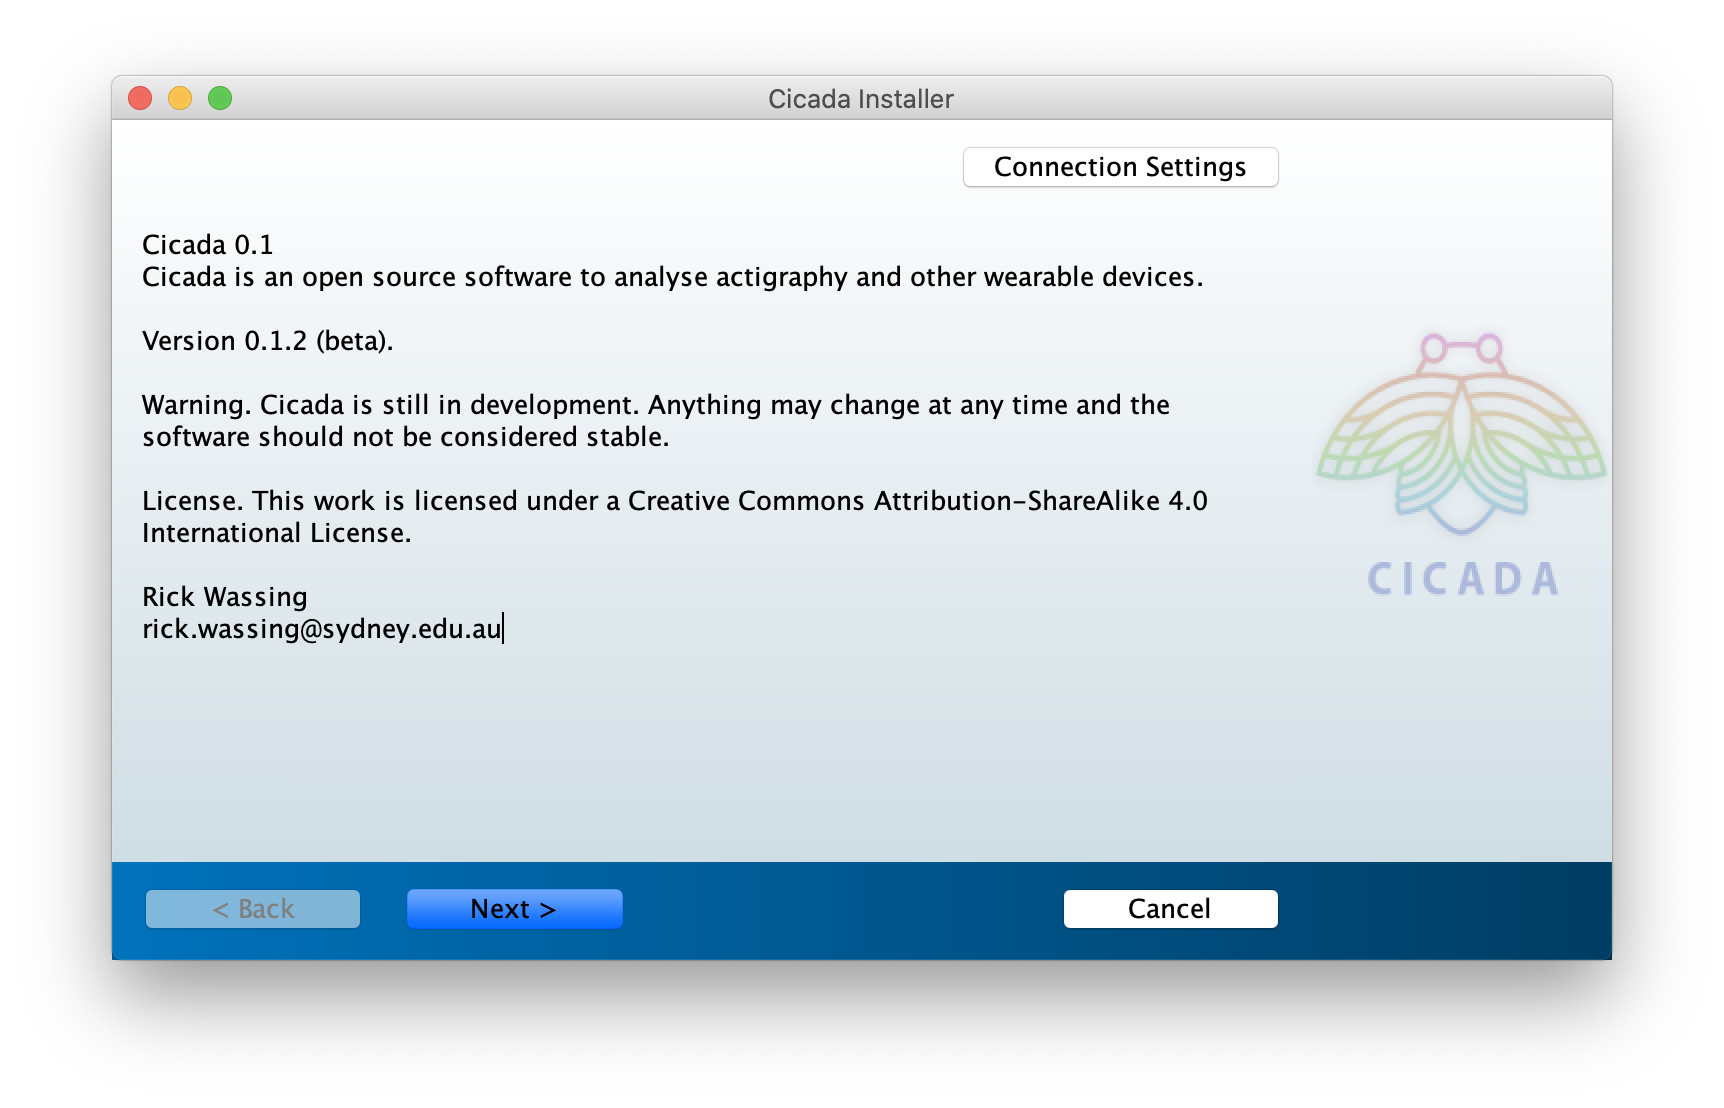 Cicada Installer
Connection Settings
Cicada 0.1
Cicada is an open source software to analyse actigraphy and other wearable devices.
Version 0.1.2 (beta).
Warning. Cicada is still in development. Anything may change at any time and the
software should not be considered stable.
License. This work is licensed under a Creative Commons Attribution-ShareAlike 4.0
International License.
Rick Wassing
rick.wassing@sydney.edu.au
CICADA
< Back
Next >
Cancel